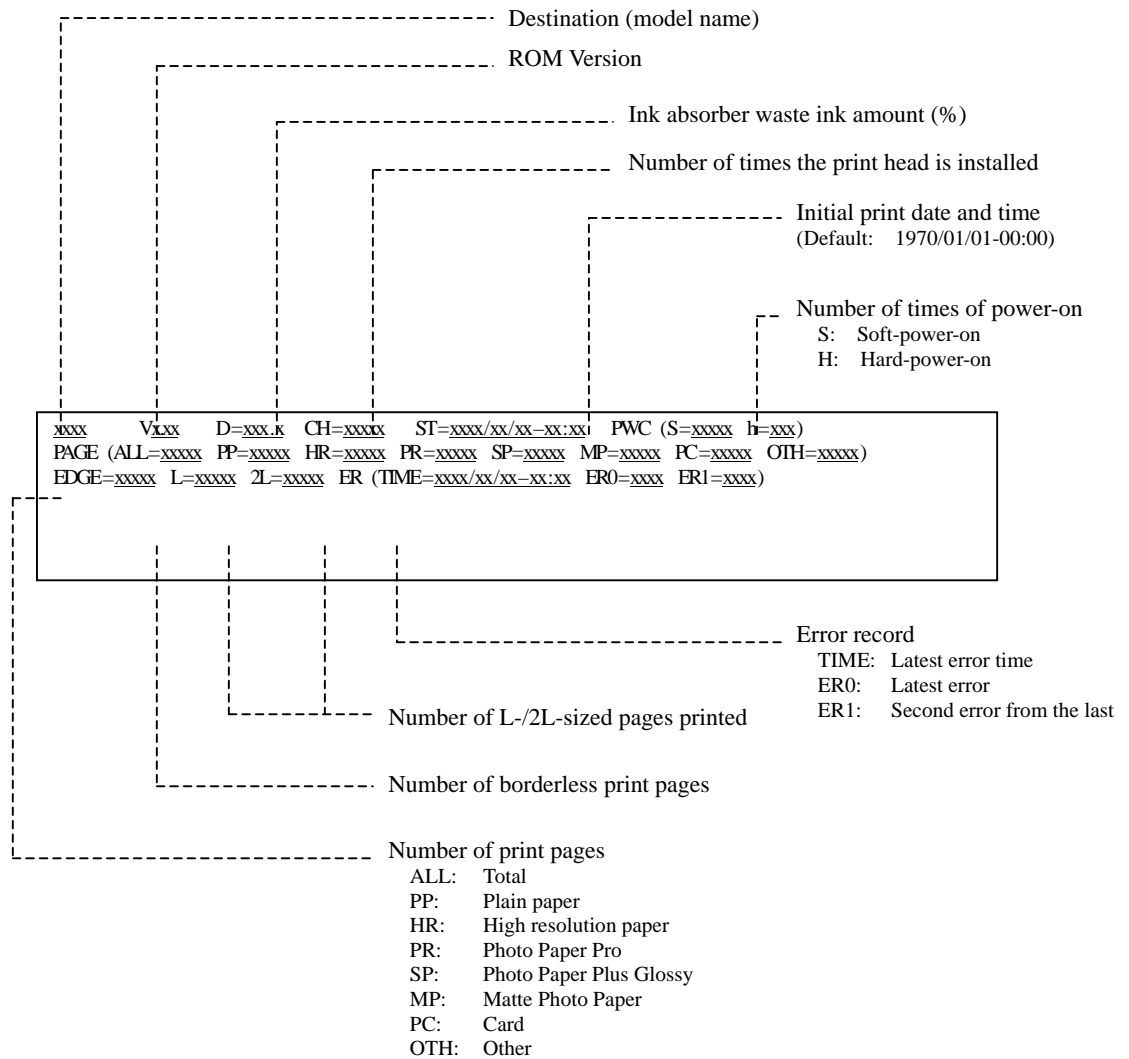 Destination (model name)
ROM Version
Ink absorber waste ink amount (%)
Number of times the print head is installed
Initial print date and time
(Default: 1970/01/01-00:00)
Number of times of power-on
S: Soft-power-on
H: Hard-power-on
xxxx Vx.xx D=xxx.x CH=xxxxx ST=xxxx/xx/xx–xx:xx PWC (S=xxxxx h=xxx)
PAGE (ALL=xxxxx PP=xxxxx HR=xxxxx PR=xxxxx SP=xxxxx MP=xxxxx PC=xxxxx OTH=xxxxx)
EDGE=xxxxx L=xxxxx 2L=xxxxx ER (TIME=xxxx/xx/xx–xx:xx ER0=xxxx ER1=xxxx)
Error record
TIME: Latest error time
ER0: Latest error
ER1: Second error from the last
Number of L-/2L-sized pages printed
Number of borderless print pages
Number of print pages
ALL: Total
PP: Plain paper
HR: High resolution paper
PR: Photo Paper Pro
SP: Photo Paper Plus Glossy
MP: Matte Photo Paper
PC: Card
OTH: Other